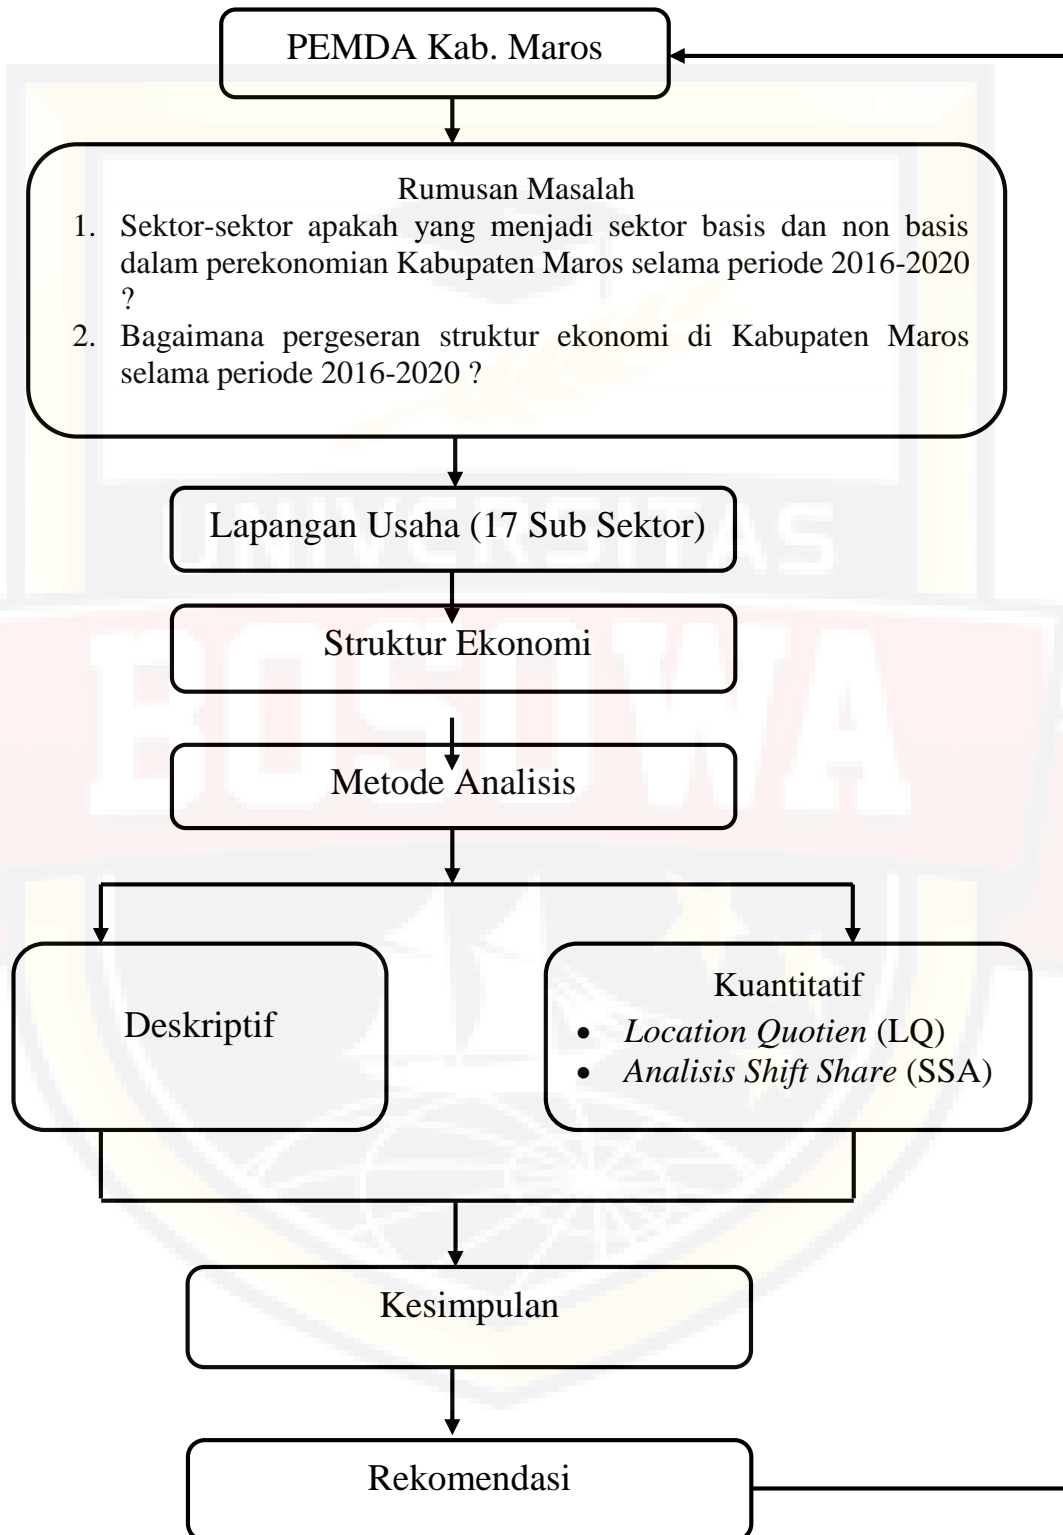 PEMDA Kab. Maros
Rumusan Masalah
1. Sektor-sektor apakah yang menjadi sektor basis dan non basis
dalam perekonomian Kabupaten Maros selama periode 2016-2020
?
2. Bagaimana pergeseran struktur ekonomi di Kabupaten Maros
selama periode 2016-2020 ?
UNIVERSITAS
Lapangan Usaha (17 Sub Sektor)
Struktur Ekonomi
BOSOWA
Metode Analisis
Deskriptif
Kuantitatif
• Location Quotien (LQ)
• Analisis Shift Share (SSA)
Kesimpulan
Rekomendasi